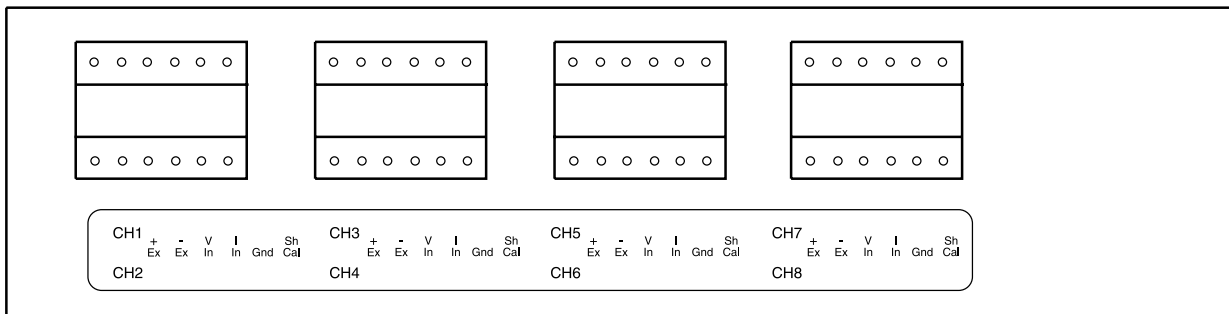 CH1 + Ex - Ex V In I In Gnd Sh Cal
CH2
CH3 + Ex - Ex V In I In Gnd Sh Cal
CH4
CH5 + Ex - Ex V In I In Gnd Sh Cal
CH6
CH7 + Ex - Ex V In I In Gnd Sh Cal
CH8